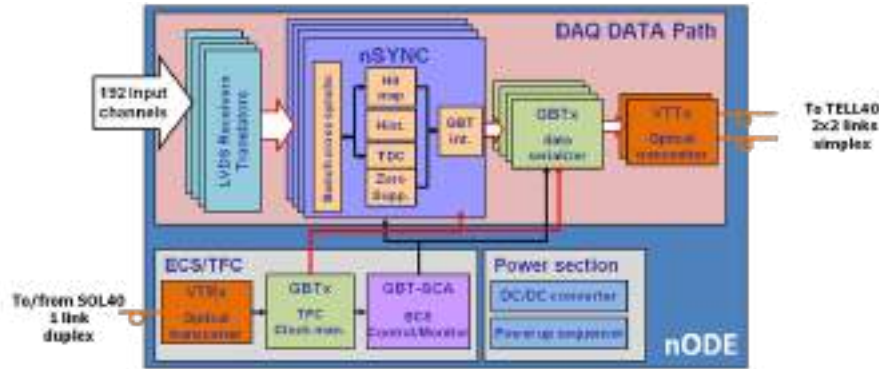 DAQ DATA Path
nSYNC
192 Input
channels
LVDS Receivers
Translators
Hit
map
Hist.
TDC
Zero
Supp.
GBT
int.
GBTx
data
serializer
VTTx
Optical
To TELL40
2x2 links
simplex
ECS/TFC
VTRx
Optical
GBTx
TFC
Clock man.
GBT-SCA
ECS
Control/Monitor
Power section
DC/DC converter
Power up sequencer
To/from SOL40
1 link
duplex
nODE